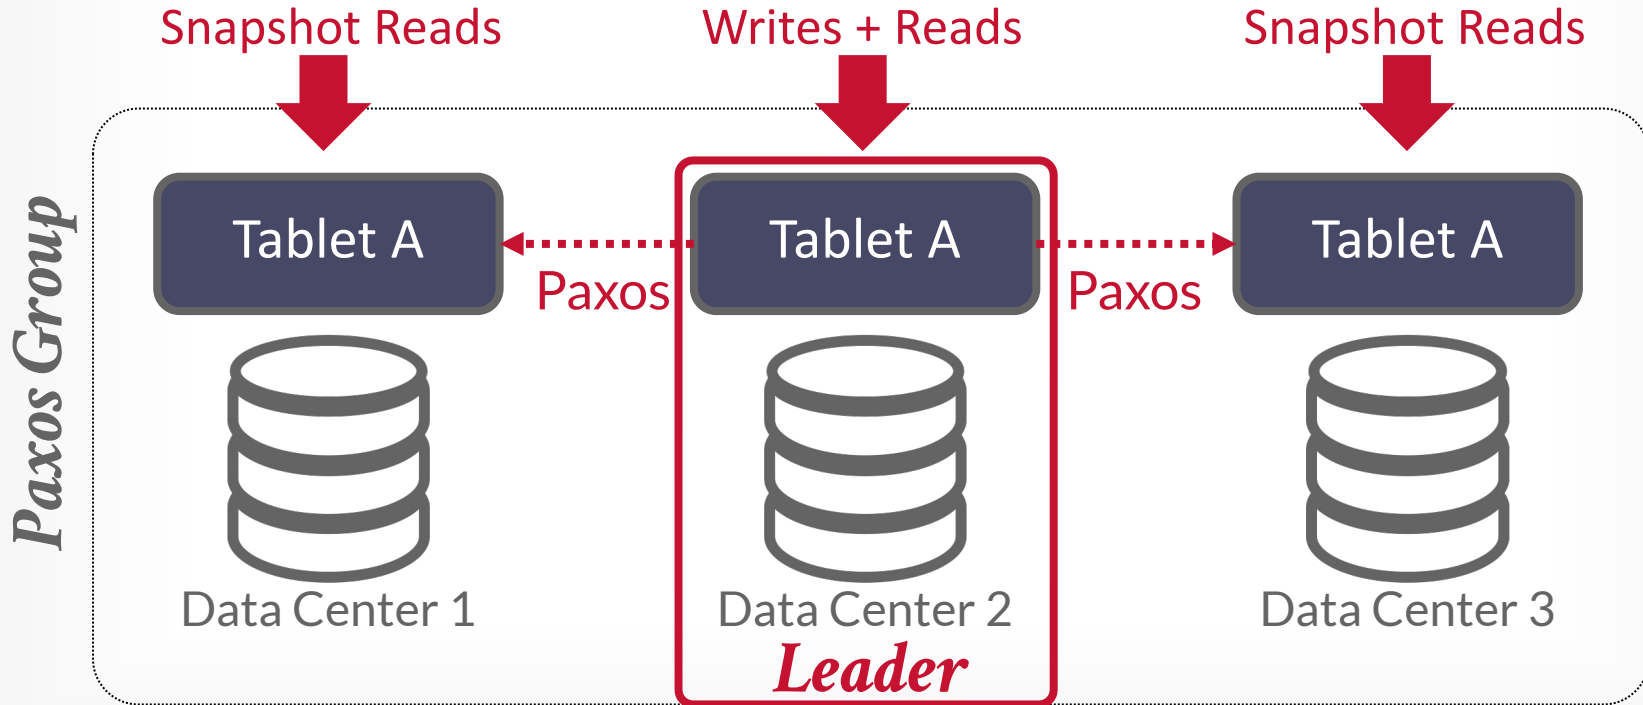 Snapshot Reads
Writes + Reads
Snapshot Reads
Paxos Group
Tablet A
Tablet A
Tablet A
Paxos
Paxos
Data Center 1
Data Center 2
Data Center 3
Leader